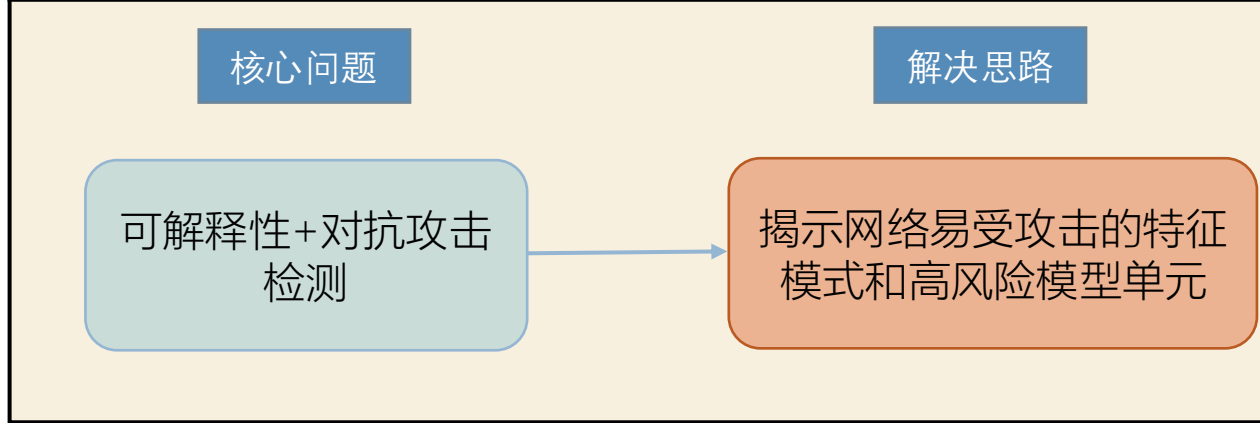 核心问题
解决思路
可解释性+对抗攻击
检测
揭示网络易受攻击的特征
模式和高风险模型单元